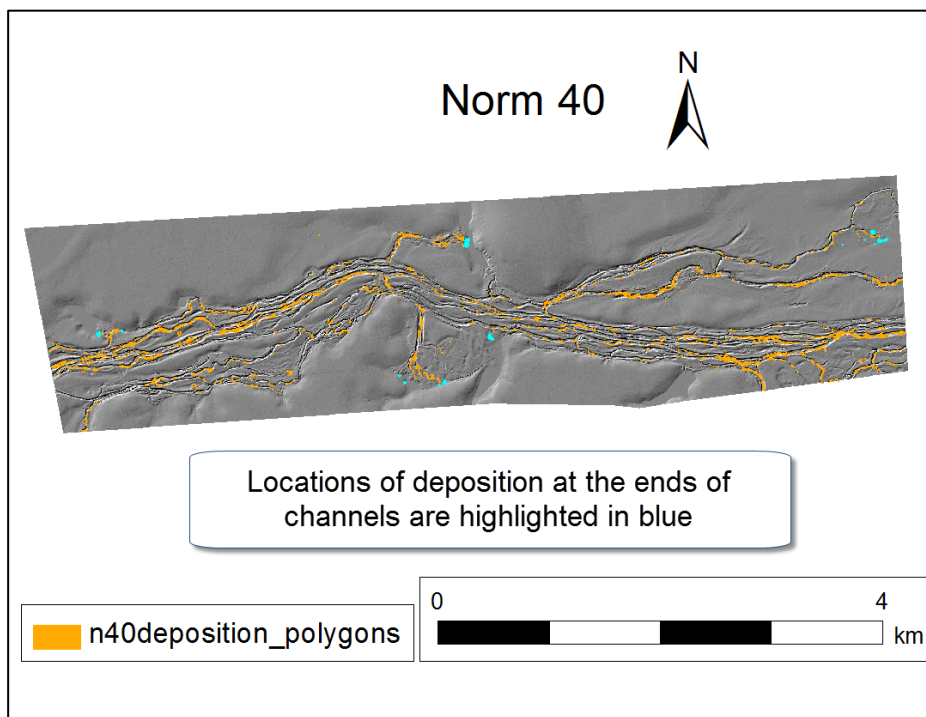 Norm 40
N
Locations of deposition at the ends of
channels are highlighted in blue
n40deposition_polygons
0 4
km